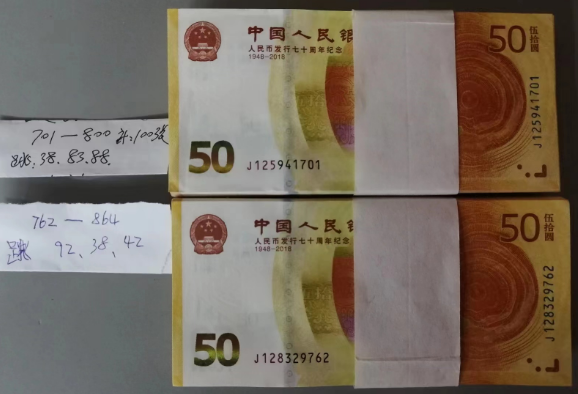 中国人民银
人民币发行七十周年纪念
1948-2018
50
伍拾圆
50
J125941701
J125941701
701—800 共100张
跳.38.83.88.
中国人民银
人民币发行七十周年纪念
1948-2018
50
伍拾圆
50
J128329762
J128329762
762—864
跳 92、38、42